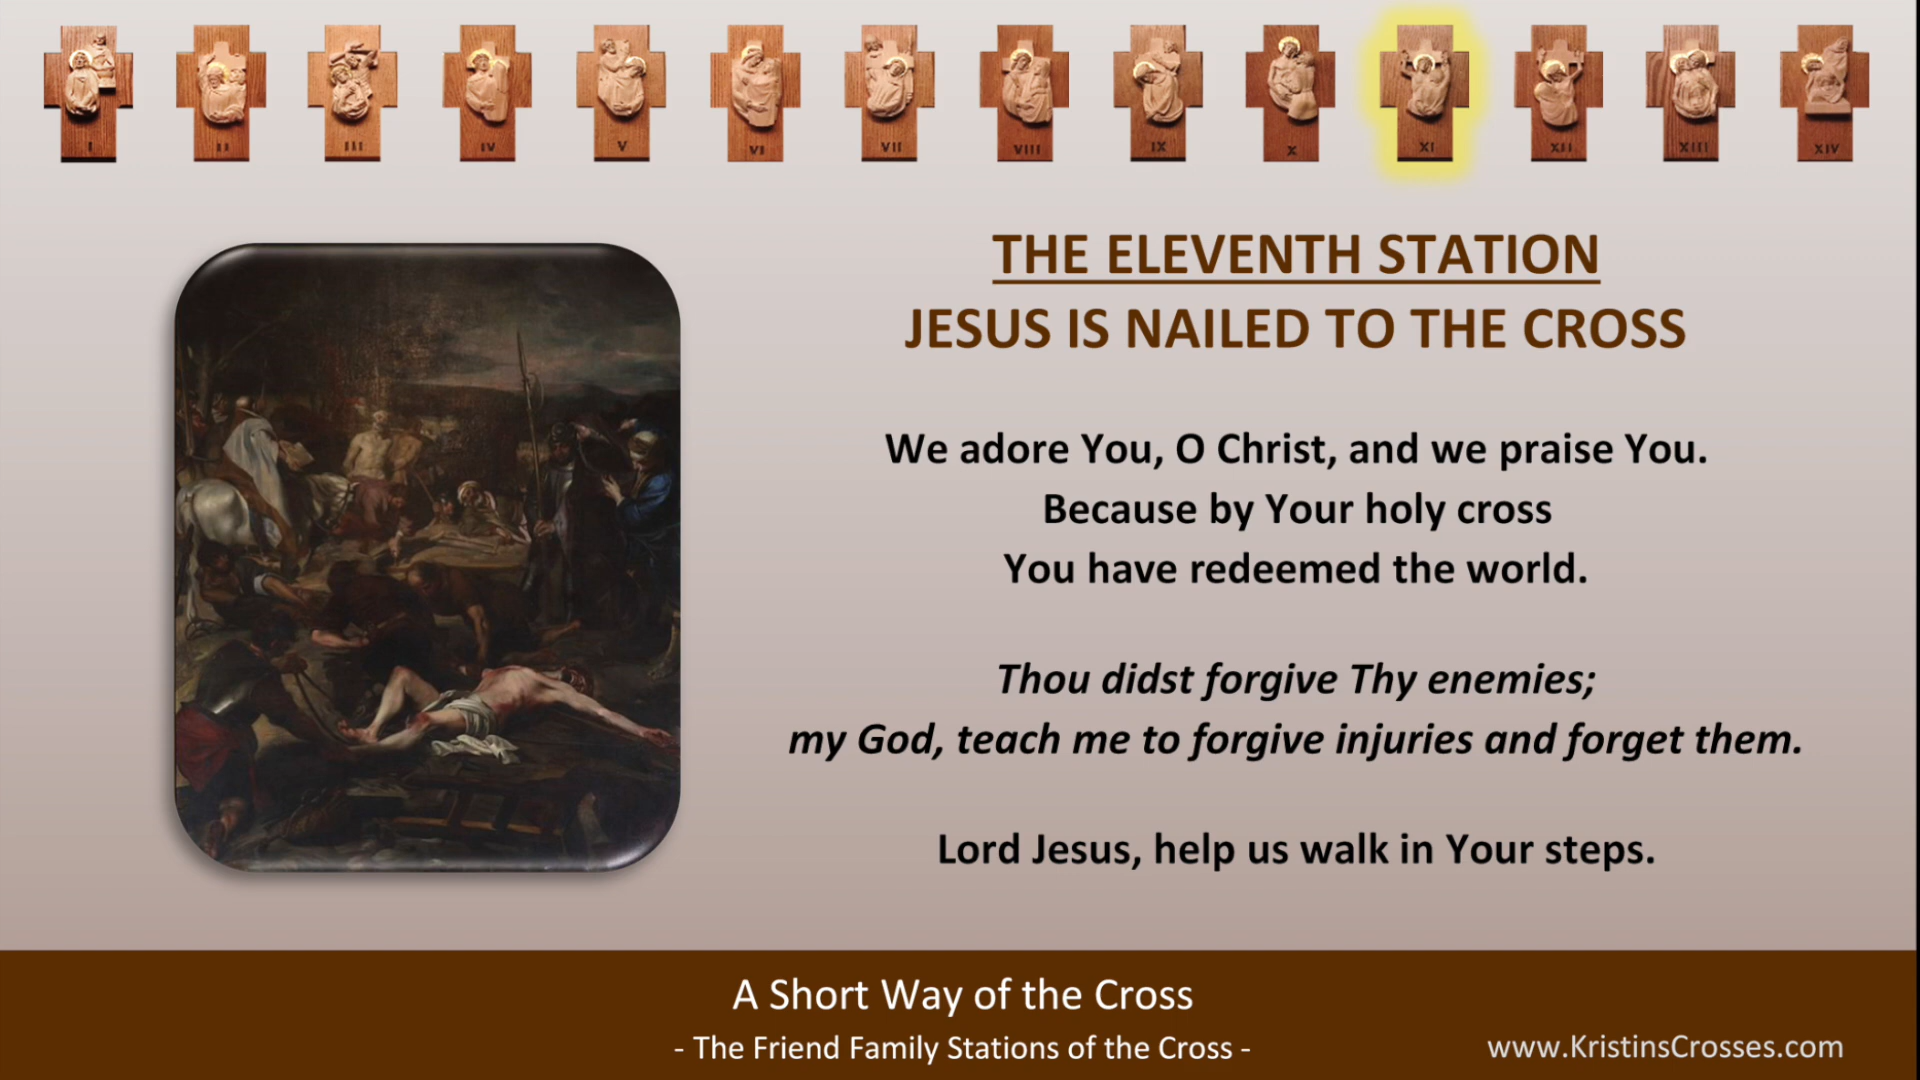 I II III IV V VI VII VIII IX X XI XII XIII XIV
THE ELEVENTH STATION
JESUS IS NAILED TO THE CROSS
We adore You, O Christ, and we praise You.
Because by Your holy cross
You have redeemed the world.
Thou didst forgive Thy enemies;
my God, teach me to forgive injuries and forget them.
Lord Jesus, help us walk in Your steps.
A Short Way of the Cross
- The Friend Family Stations of the Cross -
www.KristinsCrosses.com